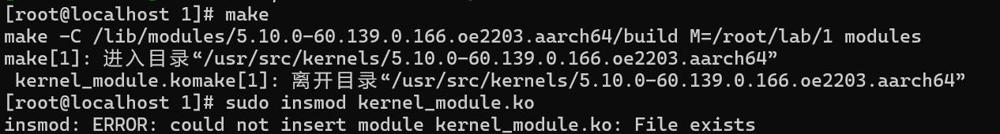 [root@localhost 1]# make
make -C /lib/modules/5.10.0-60.139.0.166.oe2203.aarch64/build M=/root/lab/1 modules
make[1]: 进入目录“/usr/src/kernels/5.10.0-60.139.0.166.oe2203.aarch64”
 kernel_module.komake[1]: 离开目录“/usr/src/kernels/5.10.0-60.139.0.166.oe2203.aarch64”
[root@localhost 1]# sudo insmod kernel_module.ko
insmod: ERROR: could not insert module kernel_module.ko: File exists